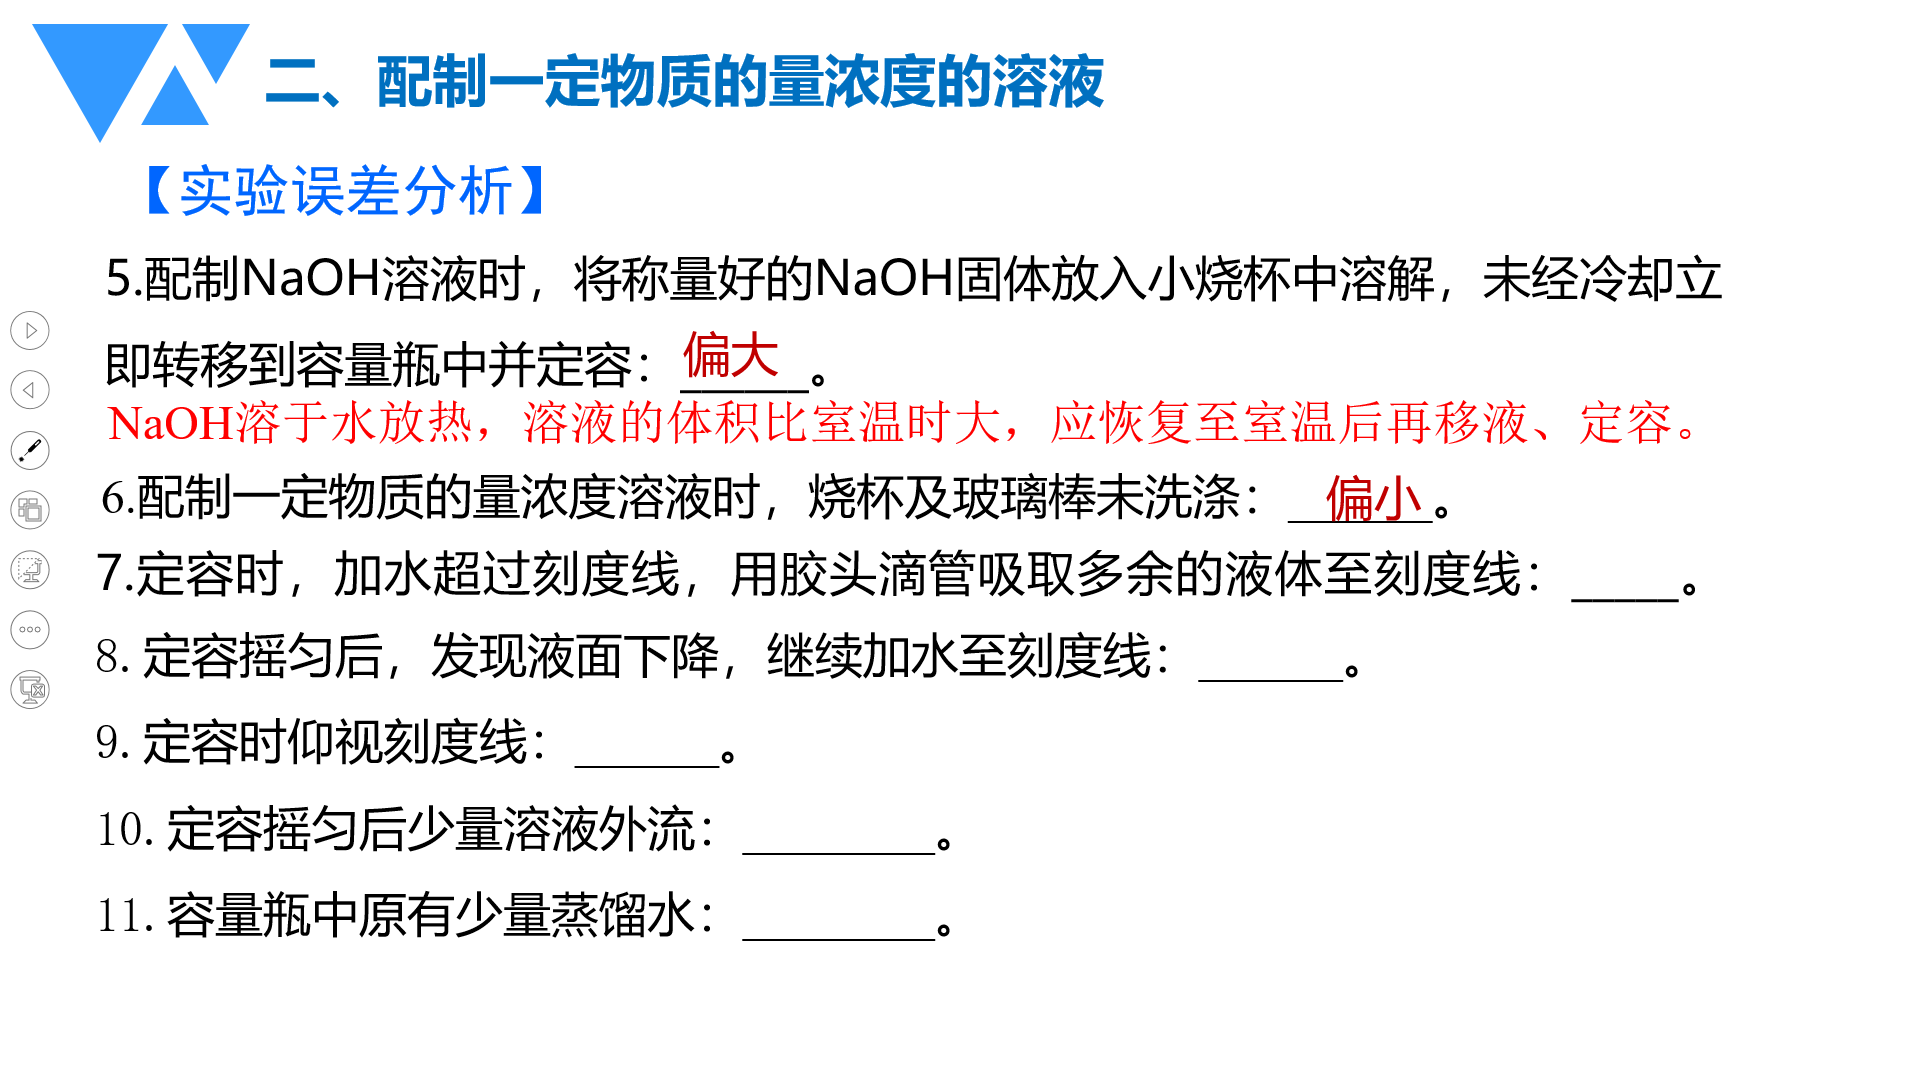 二、配制一定物质的量浓度的溶液
【实验误差分析】
5.配制NaOH溶液时，将称量好的NaOH固体放入小烧杯中溶解，未经冷却立
即转移到容量瓶中并定容：偏大。
NaOH溶于水放热，溶液的体积比室温时大，应恢复至室温后再移液、定容。
6.配制一定物质的量浓度溶液时，烧杯及玻璃棒未洗涤：偏小。
7.定容时，加水超过刻度线，用胶头滴管吸取多余的液体至刻度线：_____。
8.定容摇匀后，发现液面下降，继续加水至刻度线：______。
9.定容时仰视刻度线：______。
10.定容摇匀后少量溶液外流：________。
11.容量瓶中原有少量蒸馏水：________。